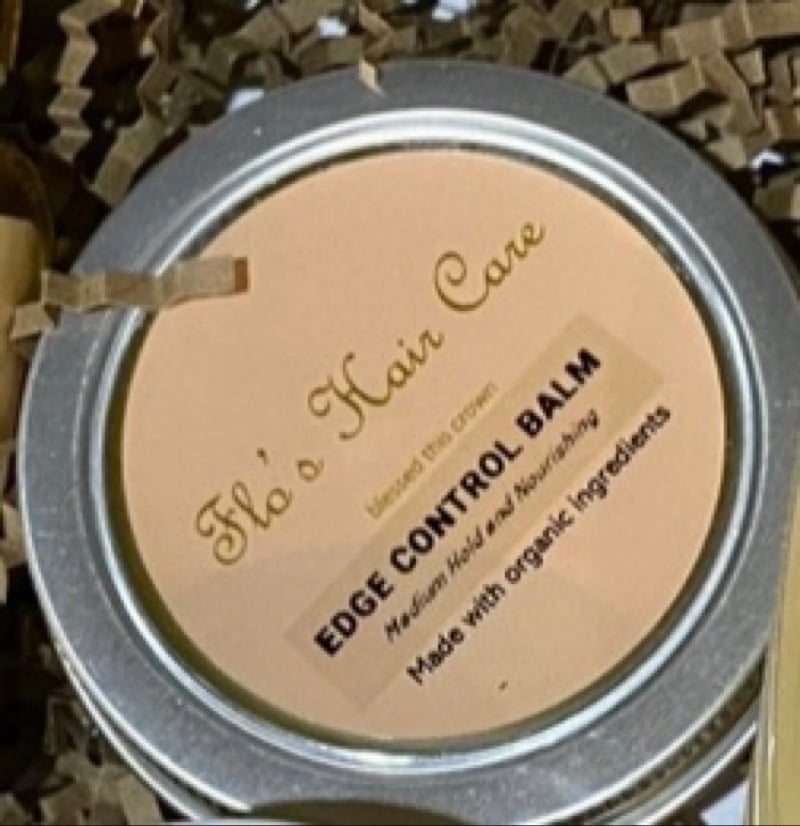 Flo's Hair Care
blessed this crown
EDGE CONTROL BALM
Medium Hold and Nourishing
Made with organic ingredients